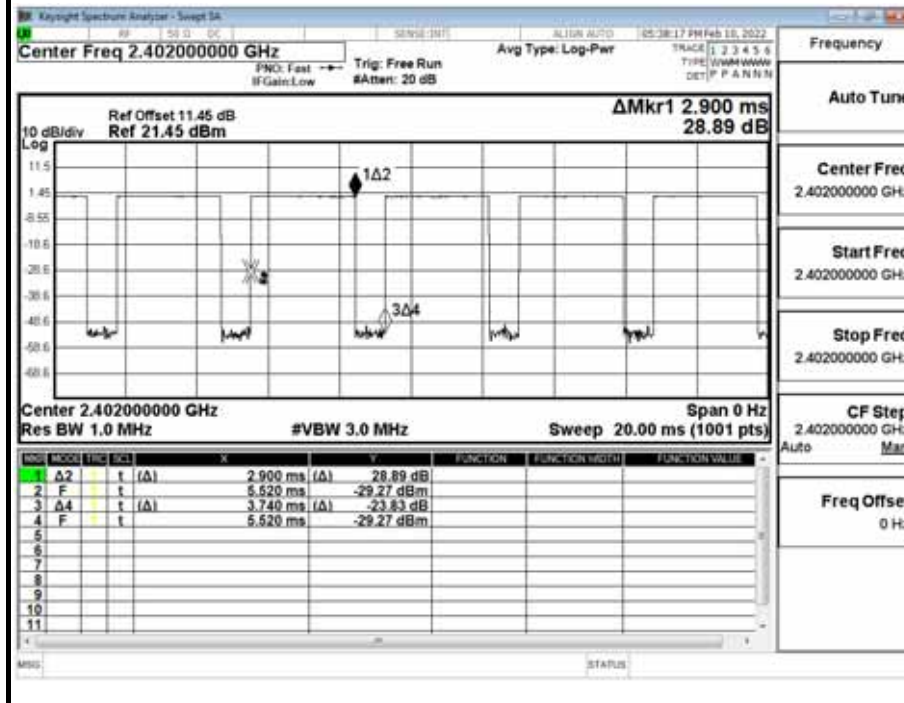 Keysight Spectrum Analyzer - Swept SA
RF 50 Ω DC SENSE:INT ALIGN AUTO 05:38:17 PM Feb 10, 2022
Center Freq 2.402000000 GHz
PNO: Fast
IFGain:Low
Trig: Free Run
#Atten: 20 dB
Avg Type: Log-Pwr
TRACE 1 2 3 4 5 6
TYPE WWWWWW
DET P P A N N N
Ref Offset 11.45 dB
Ref 21.45 dBm
10 dB/div
Log
ΔMkr1 2.900 ms
28.89 dB
11.5
1.45
-8.55
-18.6
-28.6
-38.6
-48.6
-58.6
-68.6
1Δ2
3Δ4
Center 2.402000000 GHz
Span 0 Hz
Res BW 1.0 MHz
#VBW 3.0 MHz
Sweep 20.00 ms (1001 pts)
MKR MODE TRC SCL X Y FUNCTION FUNCTION WIDTH FUNCTION VALUE
1 Δ2 t (Δ) 2.900 ms (Δ) 28.89 dB
2 F t 5.520 ms -29.27 dBm
3 Δ4 t (Δ) 3.740 ms (Δ) -23.83 dB
4 F t 5.520 ms -29.27 dBm
5
6
7
8
9
10
11
MSG
STATUS
Frequency
Auto Tune
Center Freq
2.402000000 GHz
Start Freq
2.402000000 GHz
Stop Freq
2.402000000 GHz
CF Step
2.402000000 GHz
Auto Man
Freq Offset
0 Hz